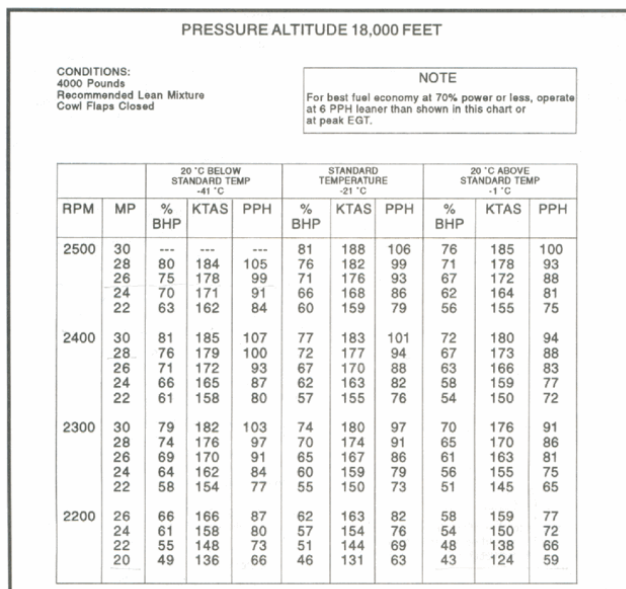 PRESSURE ALTITUDE 18,000 FEET
CONDITIONS:
4000 Pounds
Recommended Lean Mixture
Cowl Flaps Closed
NOTE
For best fuel economy at 70% power or less, operate
at 6 PPH leaner than shown in this chart or
at peak EGT.
20 °C BELOW STANDARD TEMP -41 °C STANDARD TEMPERATURE -21 °C 20 °C ABOVE STANDARD TEMP -1 °C
RPM MP % BHP KTAS PPH % BHP KTAS PPH % BHP KTAS PPH
2500 30 --- --- --- 81 188 106 76 185 100
28 80 184 105 76 182 99 71 178 93
26 75 178 99 71 176 93 67 172 88
24 70 171 91 66 168 86 62 164 81
22 63 162 84 60 159 79 56 155 75
2400 30 81 185 107 77 183 101 72 180 94
28 76 179 100 72 177 94 67 173 88
26 71 172 93 67 170 88 63 166 83
24 66 165 87 62 163 82 58 159 77
22 61 158 80 57 155 76 54 150 72
2300 30 79 182 103 74 180 97 70 176 91
28 74 176 97 70 174 91 65 170 86
26 69 170 91 65 167 86 61 163 81
24 64 162 84 60 159 79 56 155 75
22 58 154 77 55 150 73 51 145 65
2200 26 66 166 87 62 163 82 58 159 77
24 61 158 80 57 154 76 54 150 72
22 55 148 73 51 144 69 48 138 66
20 49 136 66 46 131 63 43 124 59